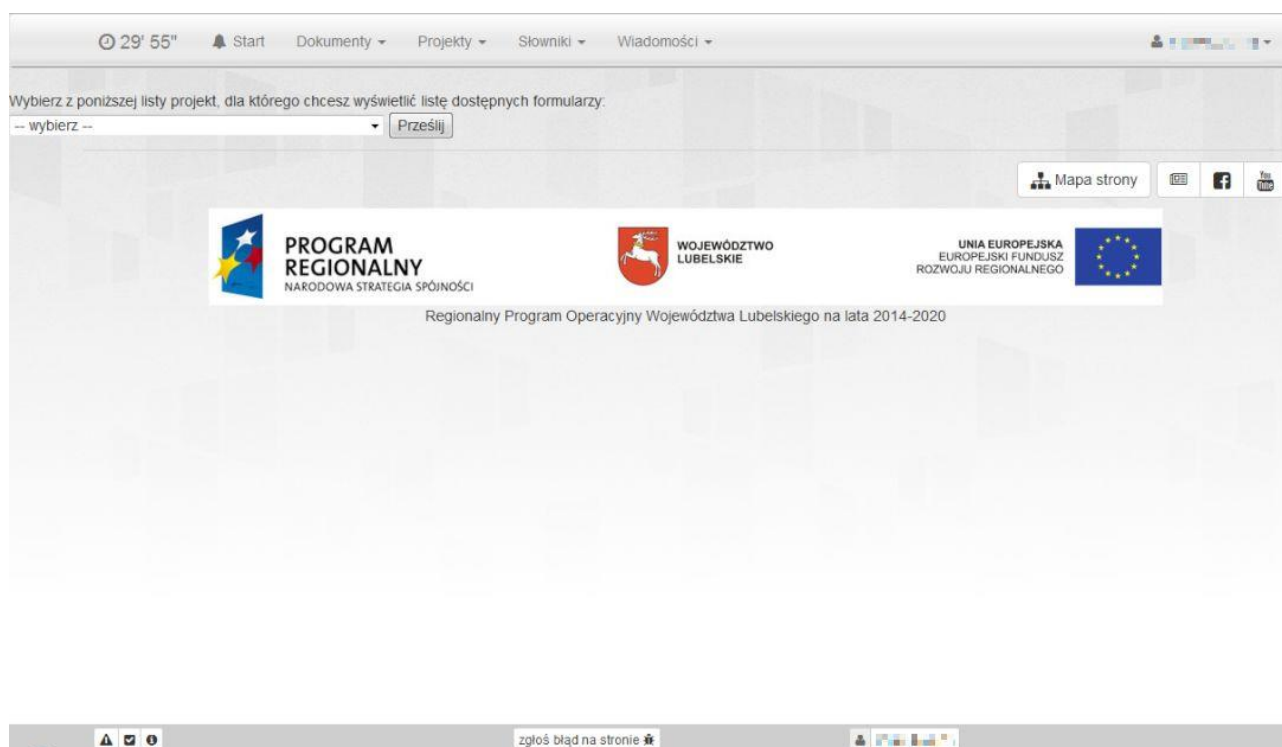 29' 55" Start Dokumenty Projekty Słowniki Wiadomości
Wybierz z poniższej listy projekt, dla którego chcesz wyświetlić listę dostępnych formularzy:
-- wybierz -- Prześlij
Mapa strony
You
Tube
PROGRAM
REGIONALNY
NARODOWA STRATEGIA SPÓJNOŚCI
WOJEWÓDZTWO
LUBELSKIE
UNIA EUROPEJSKA
EUROPEJSKI FUNDUSZ
ROZWOJU REGIONALNEGO
Regionalny Program Operacyjny Województwa Lubelskiego na lata 2014-2020
zgłoś błąd na stronie